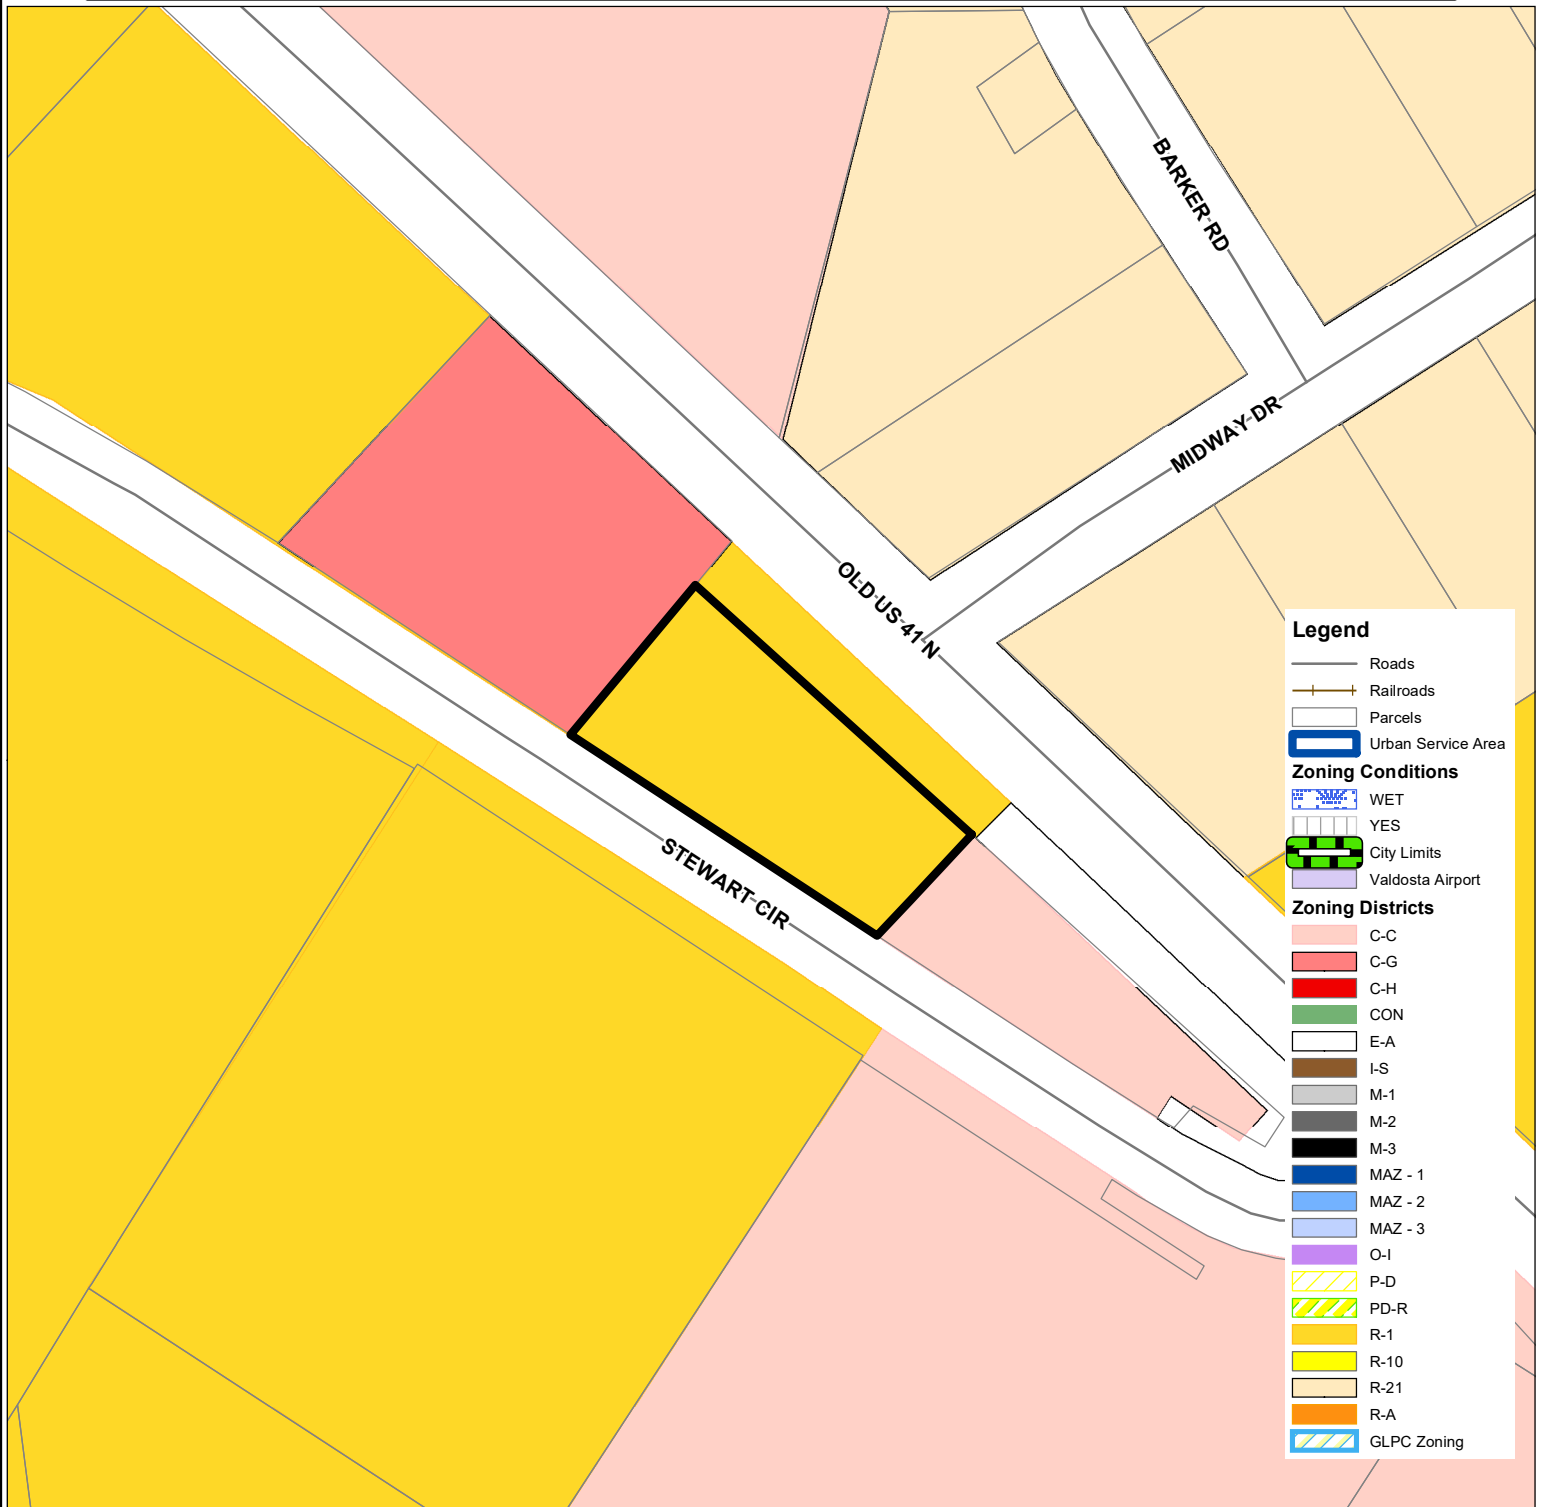 BARKER RD
MIDWAY DR
OLD US 41 N
STEWART CIR
Legend
Roads
Railroads
Parcels
Urban Service Area
Zoning Conditions
WET
YES
City Limits
Valdosta Airport
Zoning Districts
C-C
C-G
C-H
CON
E-A
I-S
M-1
M-2
M-3
MAZ - 1
MAZ - 2
MAZ - 3
O-I
P-D
PD-R
R-1
R-10
R-21
R-A
GLPC Zoning